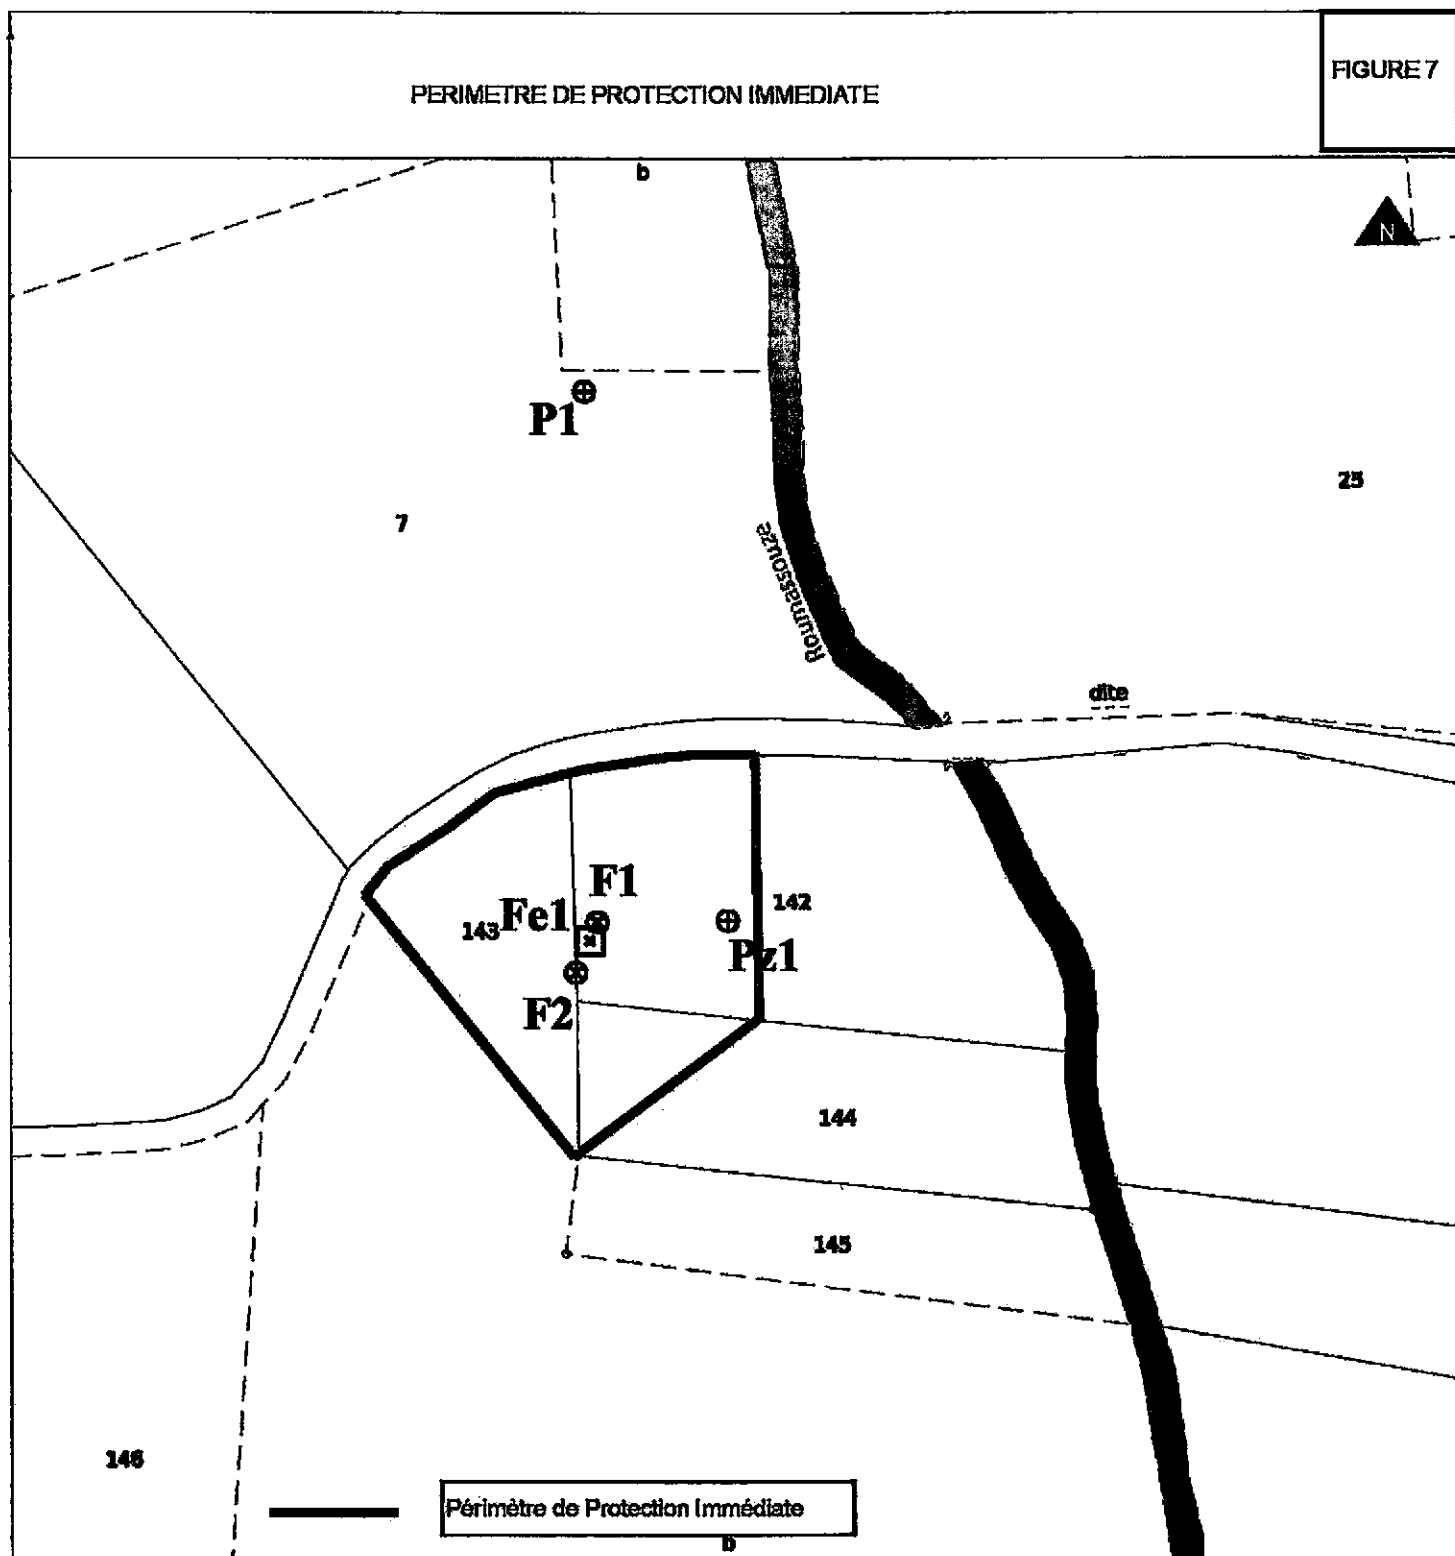 FIGURE 7
PERIMETRE DE PROTECTION IMMEDIATE
b
N
P1
25
7
Roumassouze
dite
F1
142
Fe1
143
Pz1
F2
144
145
146
Périmètre de Protection Immédiate
b